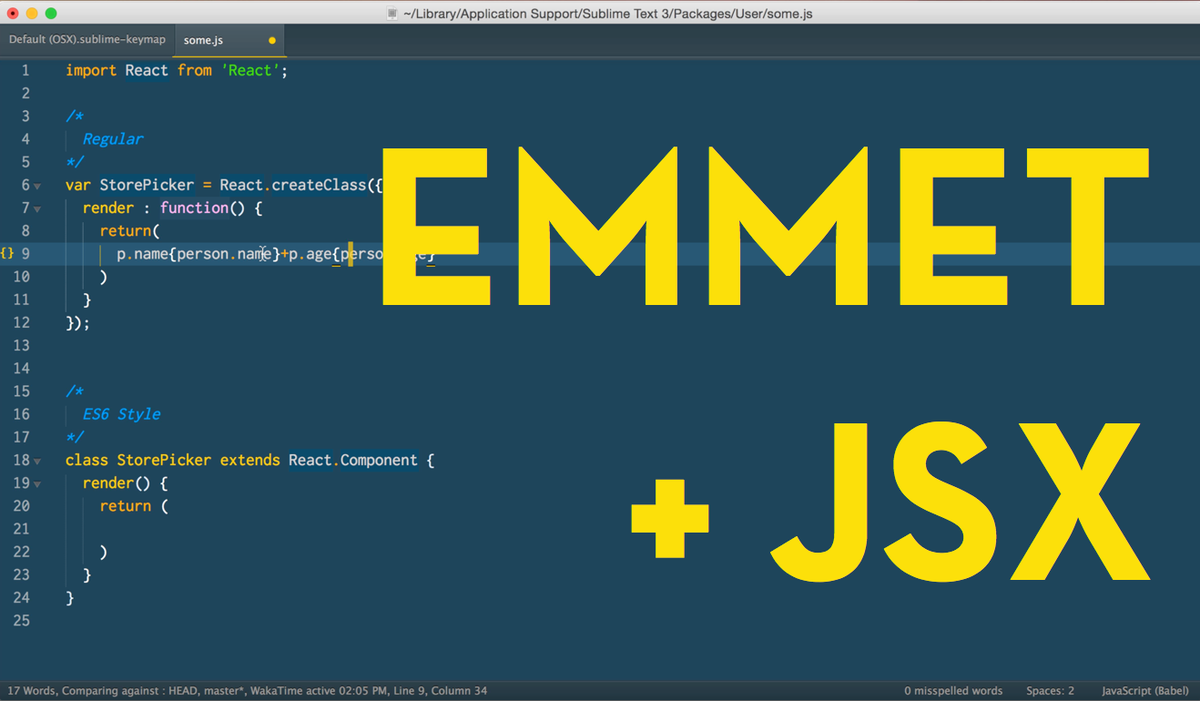 ~/Library/Application Support/Sublime Text 3/Packages/User/some.js
Default (OSX).sublime-keymap some.js
1 import React from 'React';
2
3 /*
4 Regular
5 */
6 var StorePicker = React.createClass({
7 render : function() {
8 return(
{} 9 p.name{person.name}+p.age{perso
10 )
11 }
12 });
13
14
15 /*
16 ES6 Style
17 */
18 class StorePicker extends React.Component {
19 render() {
20 return (
21
22 )
23 }
24 }
25
EMMET
+ JSX
17 Words, Comparing against : HEAD, master*, WakaTime active 02:05 PM, Line 9, Column 34 0 misspelled words Spaces: 2 JavaScript (Babel)